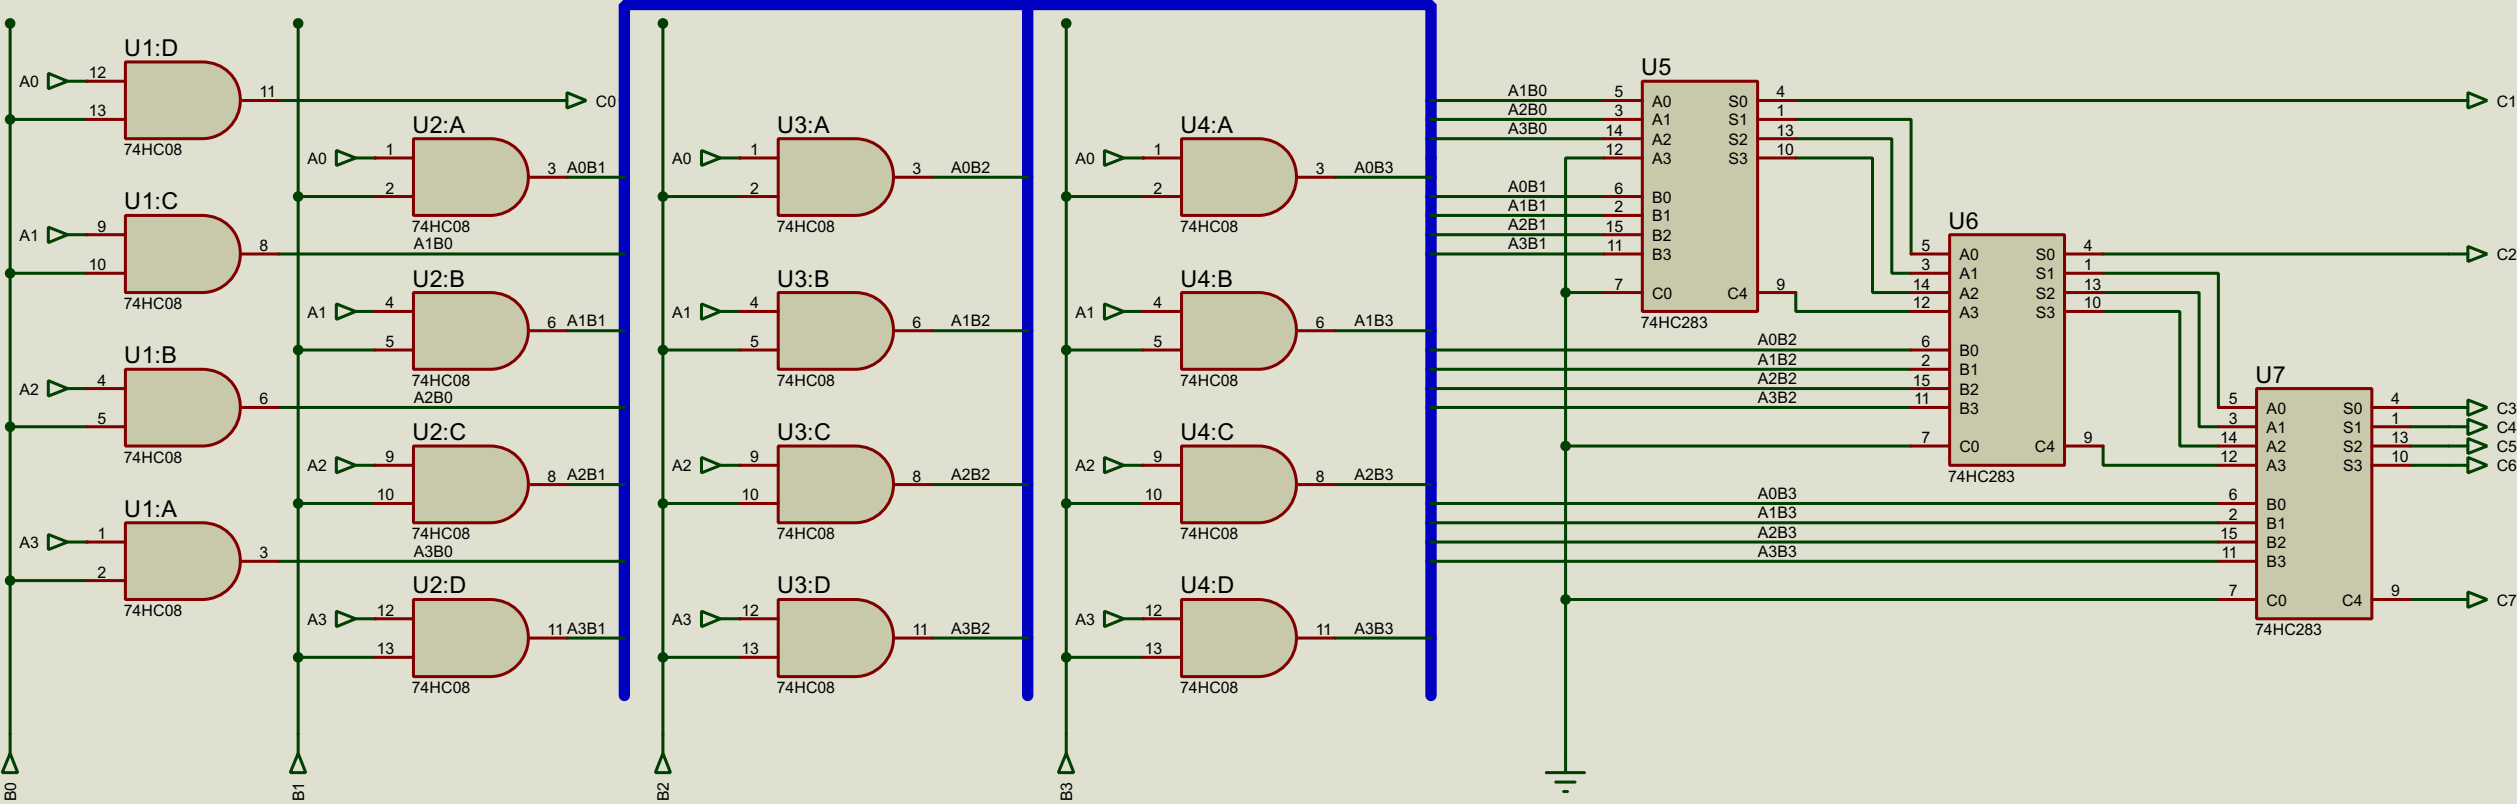 U1:D
A0 12 11 C0
13
74HC08
U1:C
A1 9 8 A1B0
10
74HC08
U1:B
A2 4 6 A2B0
5
74HC08
U1:A
A3 1 3 A3B0
2
74HC08
B0
U2:A
A0 1 3 A0B1
2
74HC08
U2:B
A1 4 6 A1B1
5
74HC08
U2:C
A2 9 8 A2B1
10
74HC08
U2:D
A3 12 11 A3B1
13
74HC08
B1
U3:A
A0 1 3 A0B2
2
74HC08
U3:B
A1 4 6 A1B2
5
74HC08
U3:C
A2 9 8 A2B2
10
74HC08
U3:D
A3 12 11 A3B2
13
74HC08
B2
U4:A
A0 1 3 A0B3
2
74HC08
U4:B
A1 4 6 A1B3
5
74HC08
U4:C
A2 9 8 A2B3
10
74HC08
U4:D
A3 12 11 A3B3
13
74HC08
B3
U5
A1B0 5 A0 S0 4 C1
A2B0 3 A1 S1 1
A3B0 14 A2 S2 13
12 A3 S3 10
A0B1 6 B0
A1B1 2 B1
A2B1 15 B2
A3B1 11 B3
7 C0 C4 9
74HC283
U6
5 A0 S0 4 C2
3 A1 S1 1
14 A2 S2 13
12 A3 S3 10
A0B2 6 B0
A1B2 2 B1
A2B2 15 B2
A3B2 11 B3
7 C0 C4 9
74HC283
U7
5 A0 S0 4 C3
3 A1 S1 1 C4
14 A2 S2 13 C5
12 A3 S3 10 C6
A0B3 6 B0
A1B3 2 B1
A2B3 15 B2
A3B3 11 B3
7 C0 C4 9 C7
74HC283